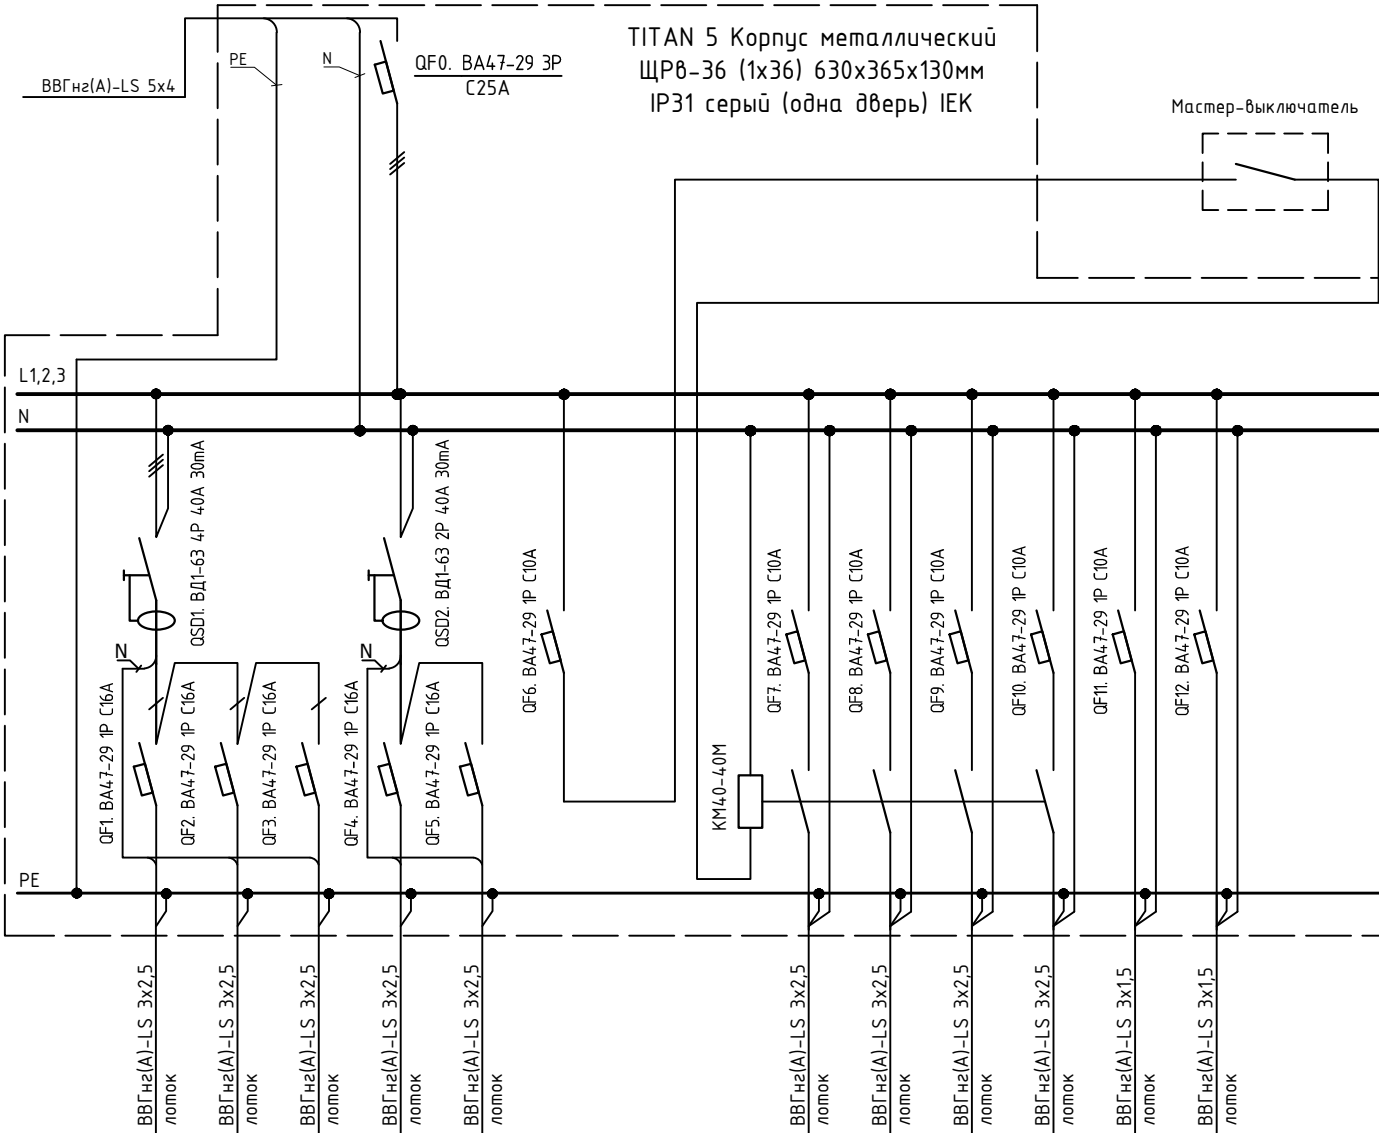 TITAN 5 Корпус металлический
ЩРв-36 (1х36) 630х365х130мм
IP31 серый (одна дверь) IEK
ВВГнг(А)-LS 5х4
PE
N
QF0. ВА47-29 3Р
С25А
Мастер-выключатель
L1,2,3
N
QSD1. ВД1-63 4Р 40А 30mA
QSD2. ВД1-63 2Р 40А 30mA
N
N
QF1. ВА47-29 1Р С16А
QF2. ВА47-29 1Р С16А
QF3. ВА47-29 1Р С16А
QF4. ВА47-29 1Р С16А
QF5. ВА47-29 1Р С16А
QF6. ВА47-29 1Р С10А
QF7. ВА47-29 1Р С10А
QF8. ВА47-29 1Р С10А
QF9. ВА47-29 1Р С10А
QF10. ВА47-29 1Р С10А
QF11. ВА47-29 1Р С10А
QF12. ВА47-29 1Р С10А
КМ40-40М
PE
ВВГнг(А)-LS 3х2,5
лоток
ВВГнг(А)-LS 3х2,5
лоток
ВВГнг(А)-LS 3х2,5
лоток
ВВГнг(А)-LS 3х2,5
лоток
ВВГнг(А)-LS 3х2,5
лоток
ВВГнг(А)-LS 3х2,5
лоток
ВВГнг(А)-LS 3х2,5
лоток
ВВГнг(А)-LS 3х2,5
лоток
ВВГнг(А)-LS 3х2,5
лоток
ВВГнг(А)-LS 3х1,5
лоток
ВВГнг(А)-LS 3х1,5
лоток